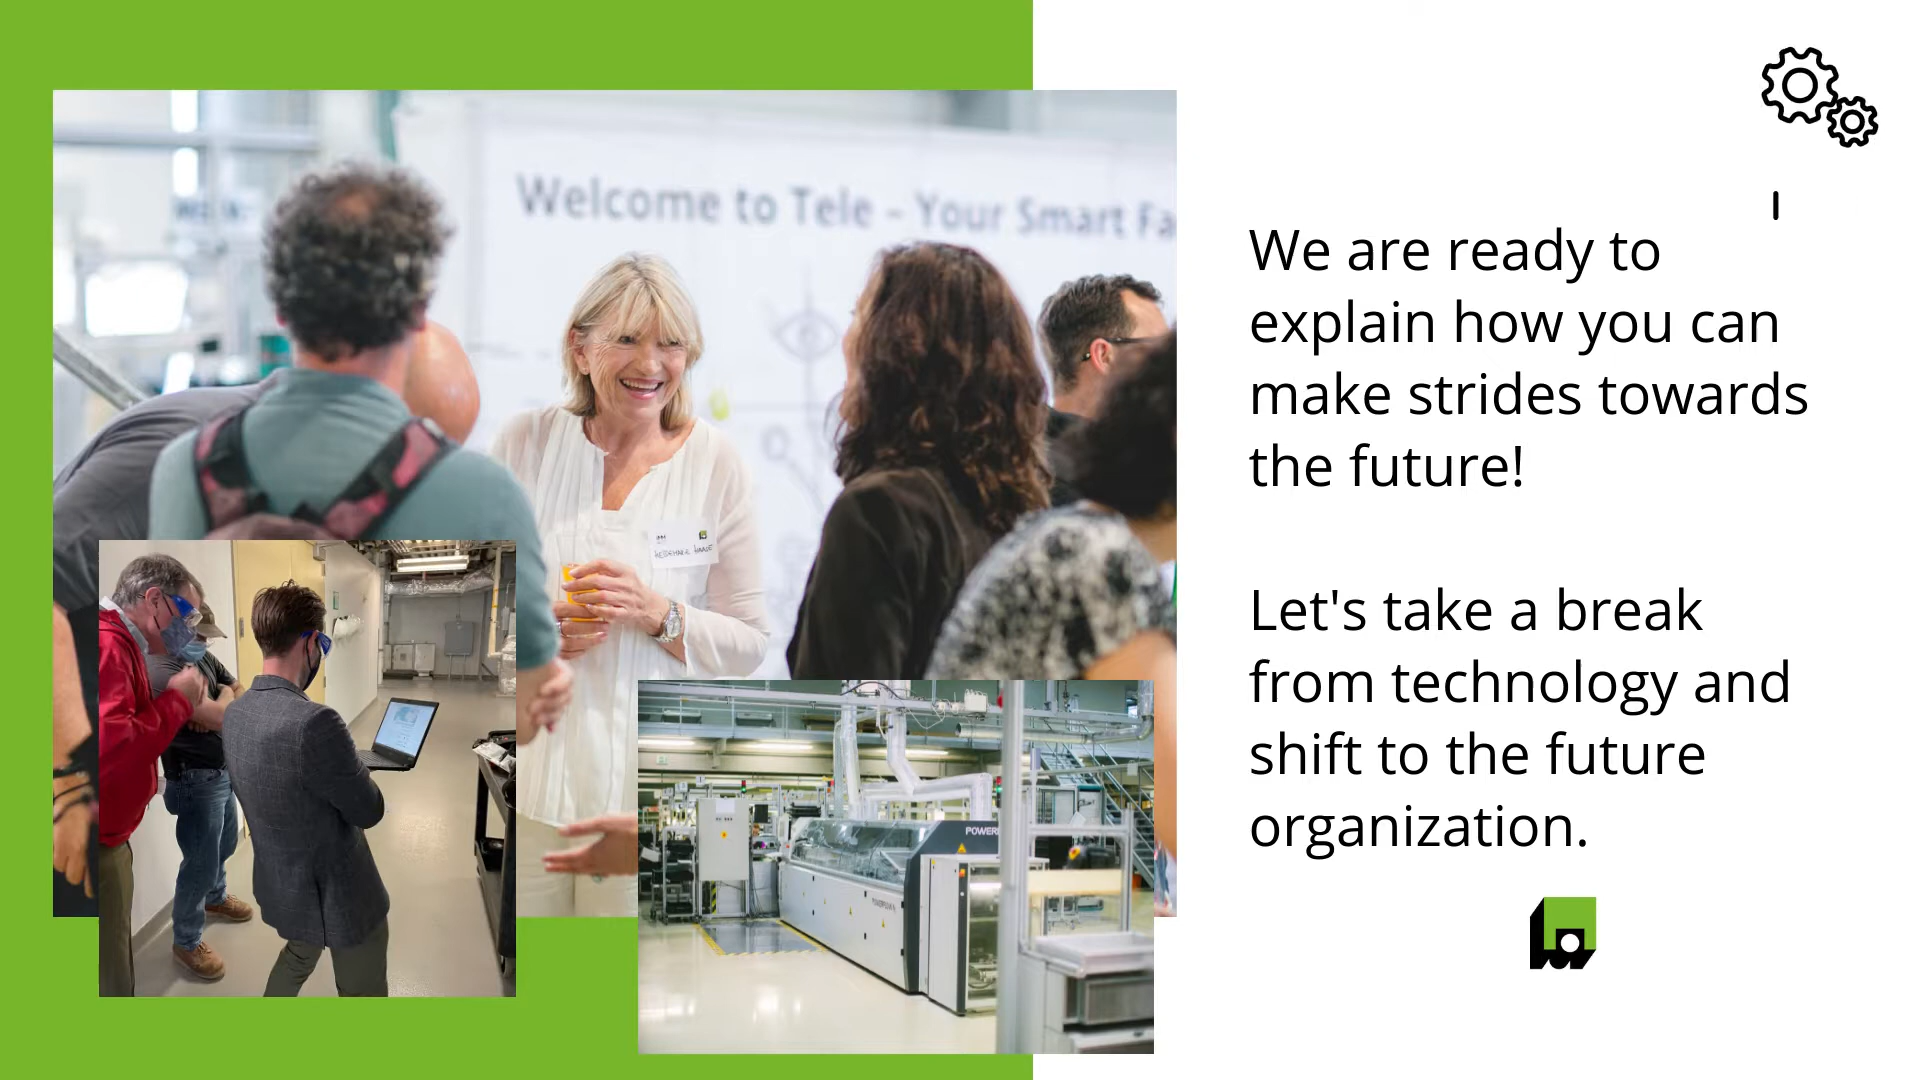 Welcome to Tele - Your Smart Fa
We are ready to
explain how you can
make strides towards
the future!
Let's take a break
from technology and
shift to the future
organization.
POWER